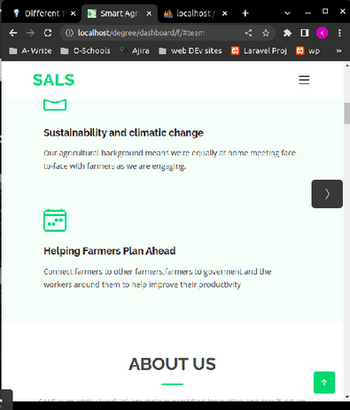 Different T
Smart Agr
localhost /
localhost/degree/dashboard/f/#team
A-Write
O-Schools
Ajira
web DEv sites
Laravel Proj
wp
SALS
Sustainability and climatic change
Our agricultural background means we're equally at home meeting face-
to-face with farmers as we are engaging.
Helping Farmers Plan Ahead
Connect farmers to other farmers,farmers to goverment and the
workers around them to help improve their productivity
ABOUT US